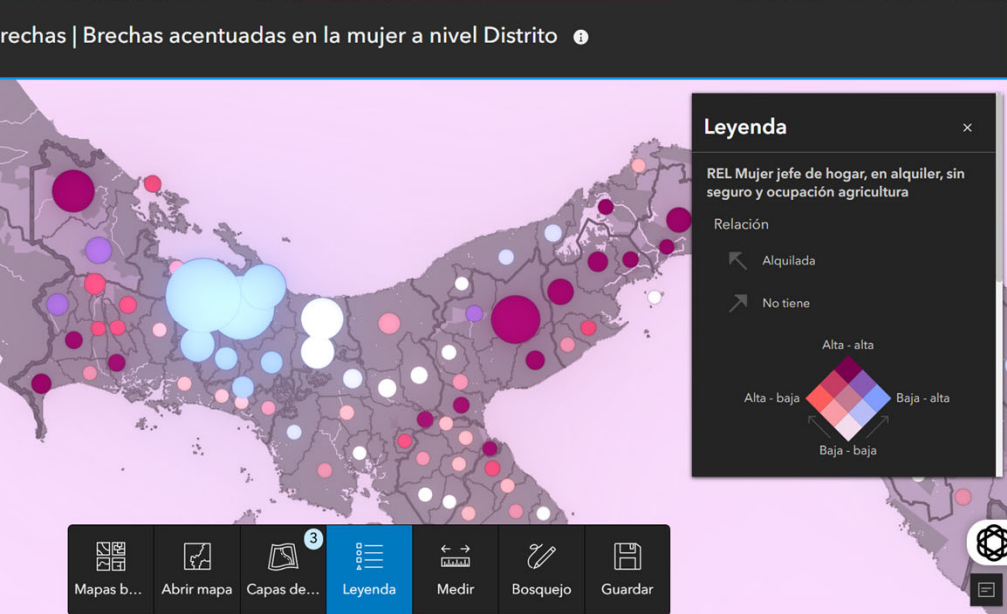 rechas | Brechas acentuadas en la mujer a nivel Distrito
Leyenda
REL Mujer jefe de hogar, en alquiler, sin
seguro y ocupación agricultura
Relación
Alquilada
No tiene
Alta - alta
Alta - baja
Baja - alta
Baja - baja
3
Mapas b...
Abrir mapa
Capas de...
Leyenda
Medir
Bosquejo
Guardar